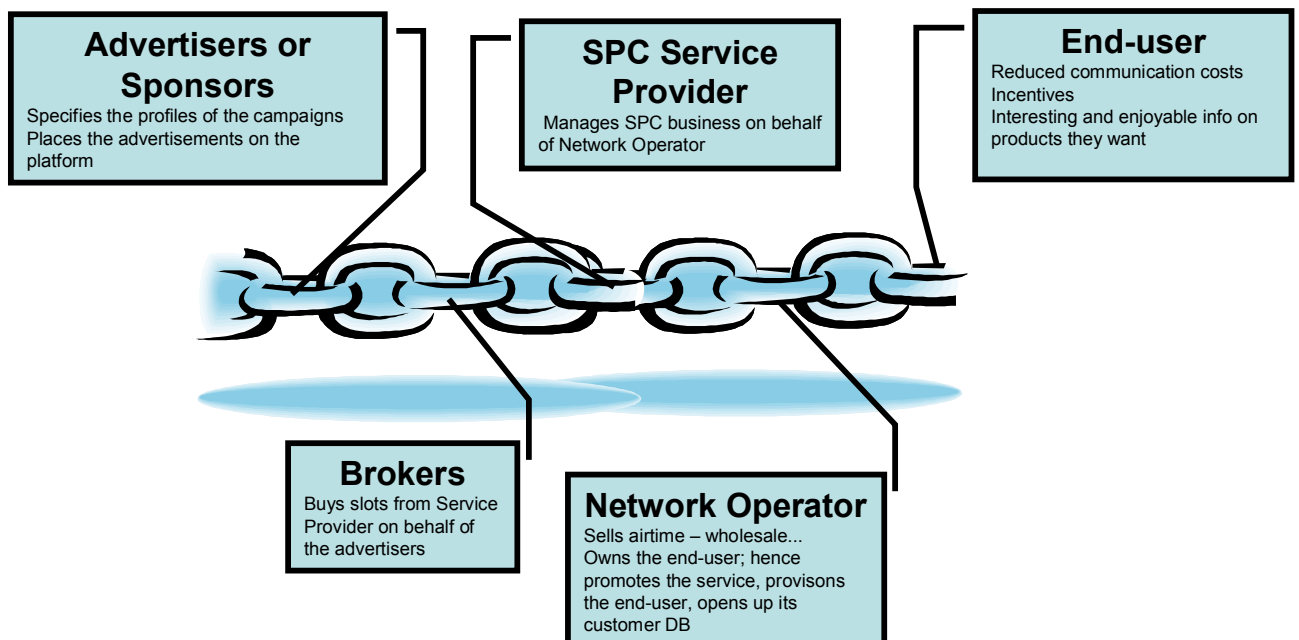 Advertisers or
Sponsors
Specifies the profiles of the campaigns
Places the advertisements on the
platform
SPC Service
Provider
Manages SPC business on behalf
of Network Operator
End-user
Reduced communication costs
Incentives
Interesting and enjoyable info on
products they want
Brokers
Buys slots from Service
Provider on behalf of
the advertisers
Network Operator
Sells airtime – wholesale...
Owns the end-user; hence
promotes the service, provisons
the end-user, opens up its
customer DB